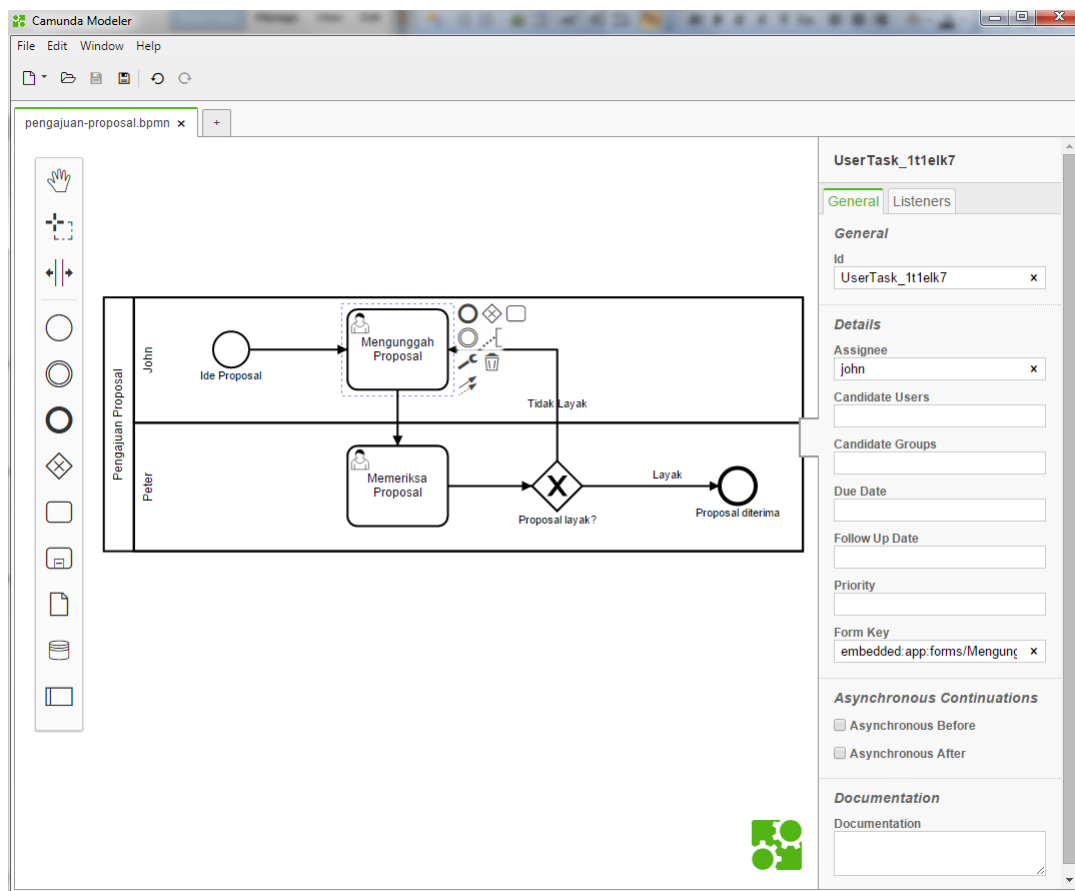 Camunda Modeler
File Edit Window Help
pengajuan-proposal.bpmn × +
UserTask_1t1elk7
General Listeners
General
Id
UserTask_1t1elk7 ×
Details
Assignee
john ×
Candidate Users
Candidate Groups
Due Date
Follow Up Date
Priority
Form Key
embedded:app:forms/Mengung ×
Asynchronous Continuations
Asynchronous Before
Asynchronous After
Documentation
Documentation
Pengajuan Proposal
John
Ide Proposal
Mengunggah
Proposal
Tidak Layak
Peter
Memeriksa
Proposal
Proposal layak?
Layak
Proposal diterima